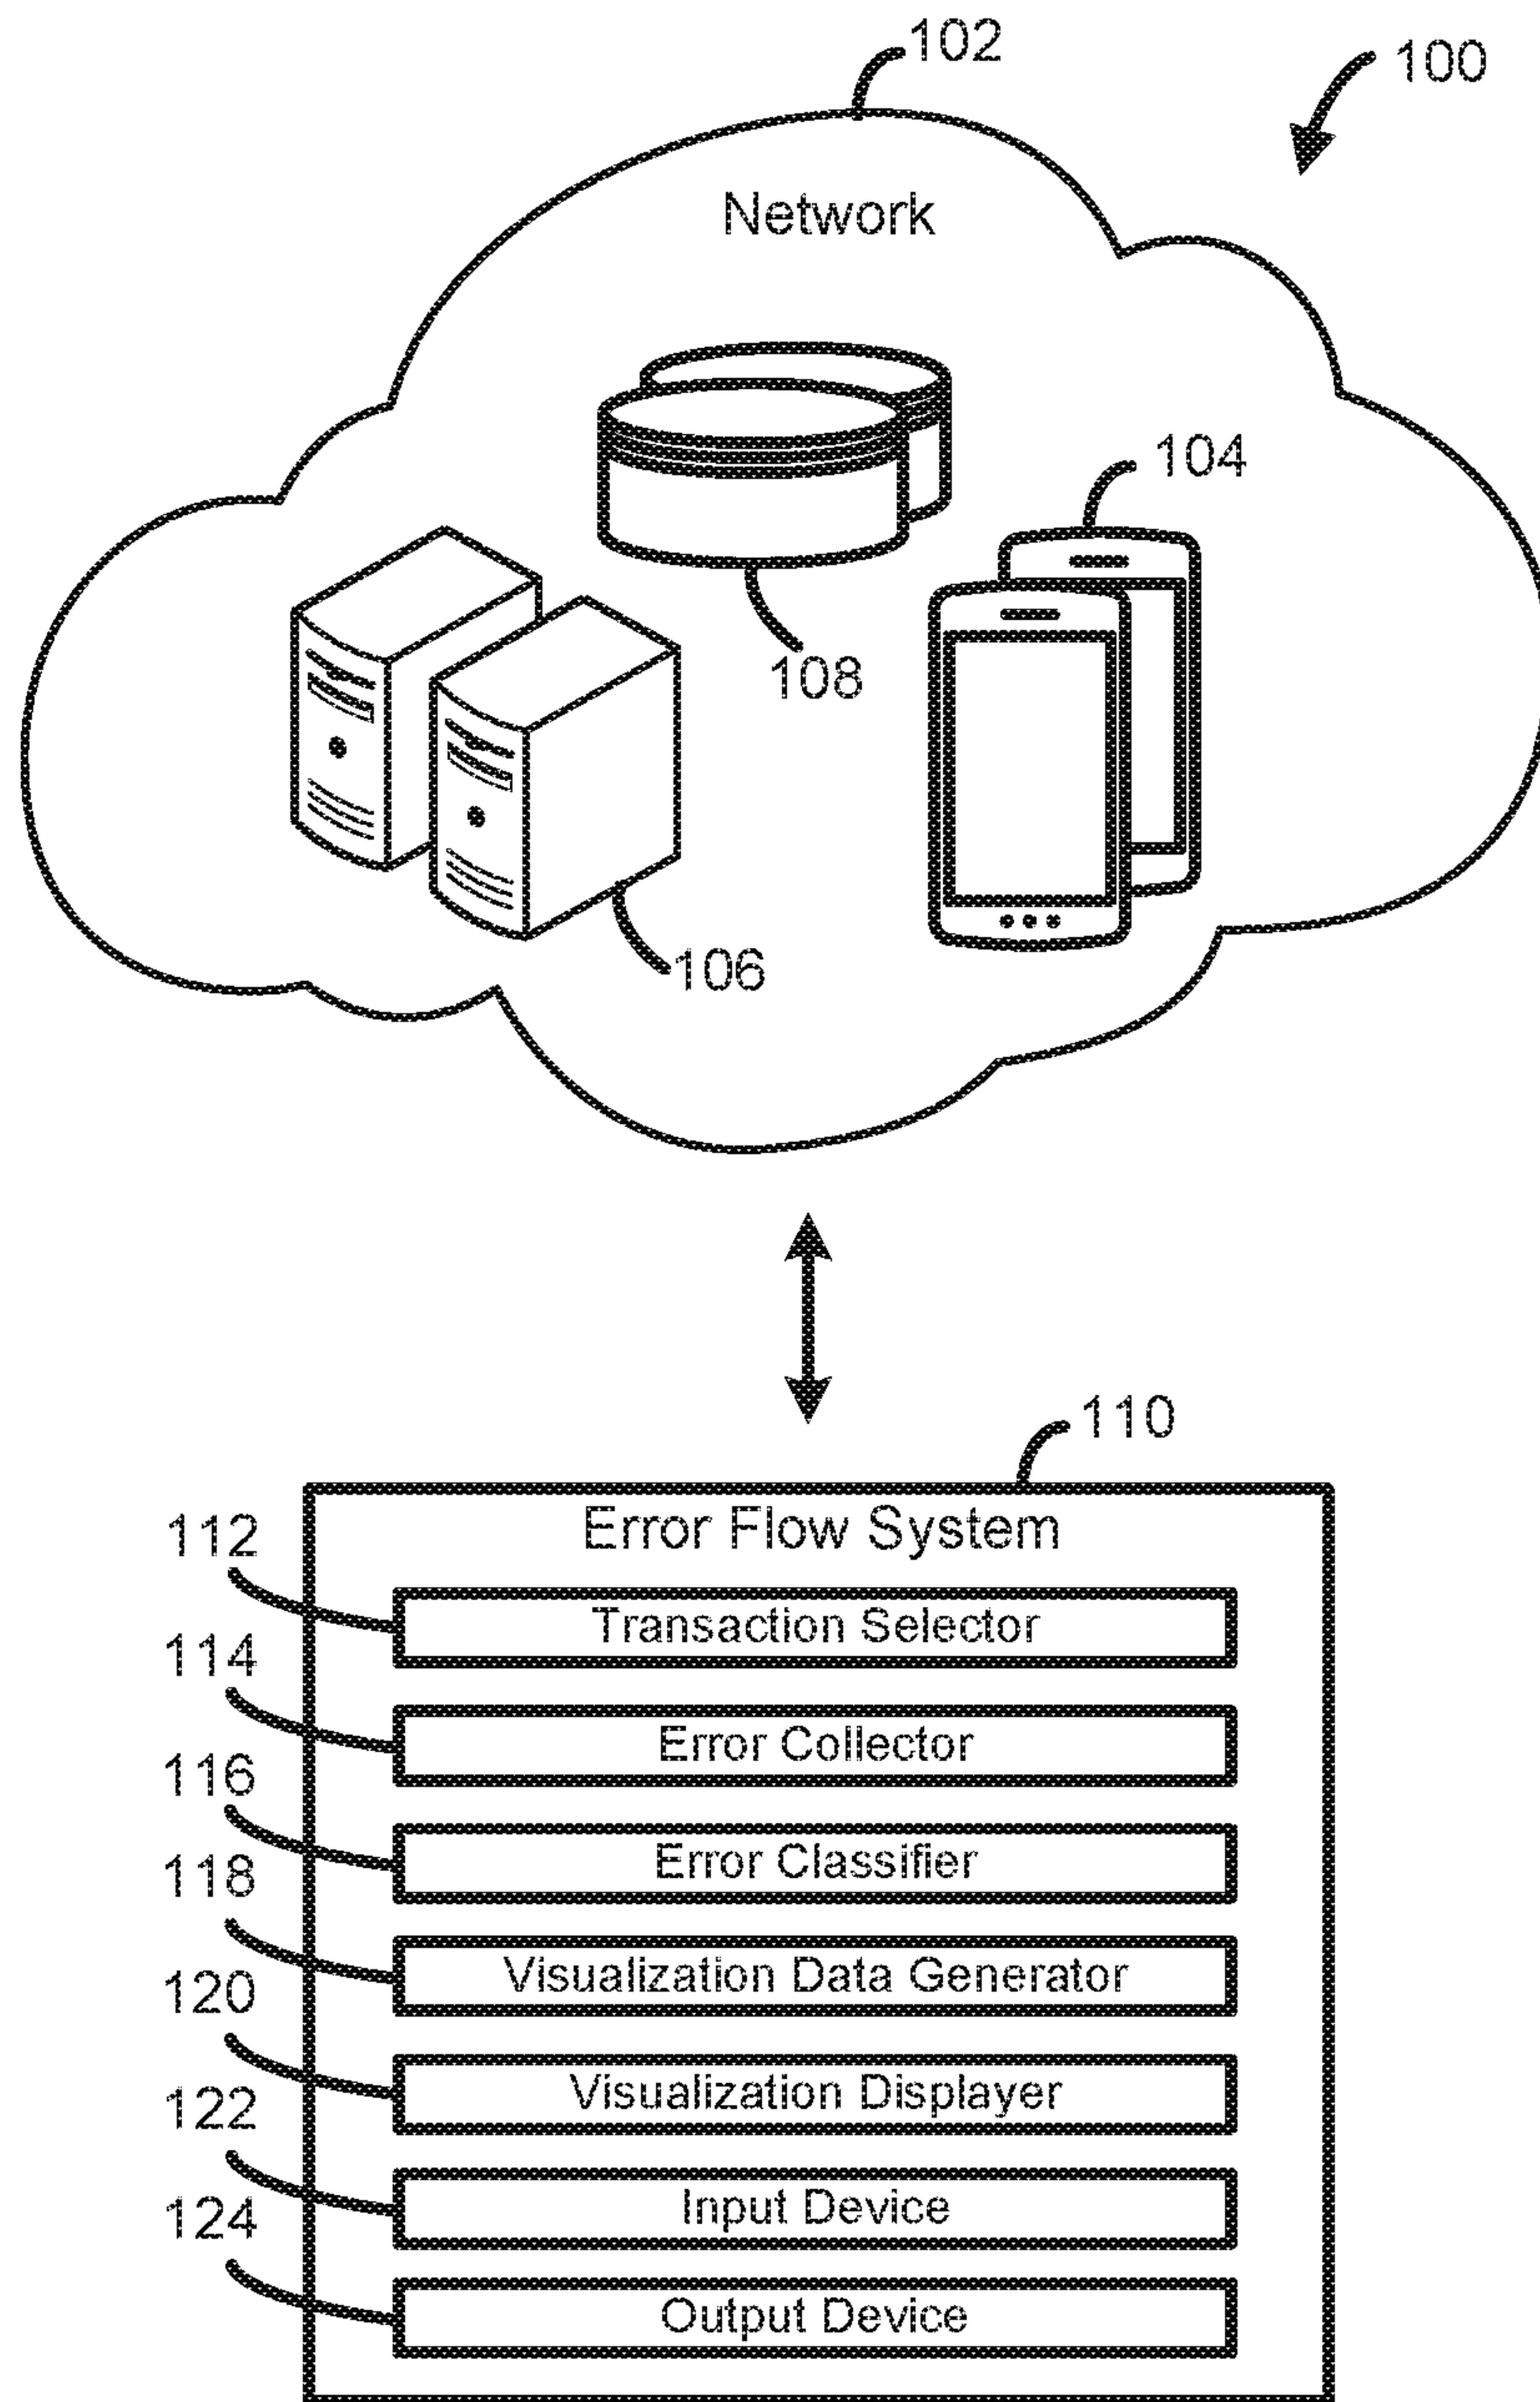 102
100
Network
104
108
106
110
Error Flow System
112
Transaction Selector
114
Error Collector
116
Error Classifier
118
Visualization Data Generator
120
Visualization Displayer
122
Input Device
124
Output Device